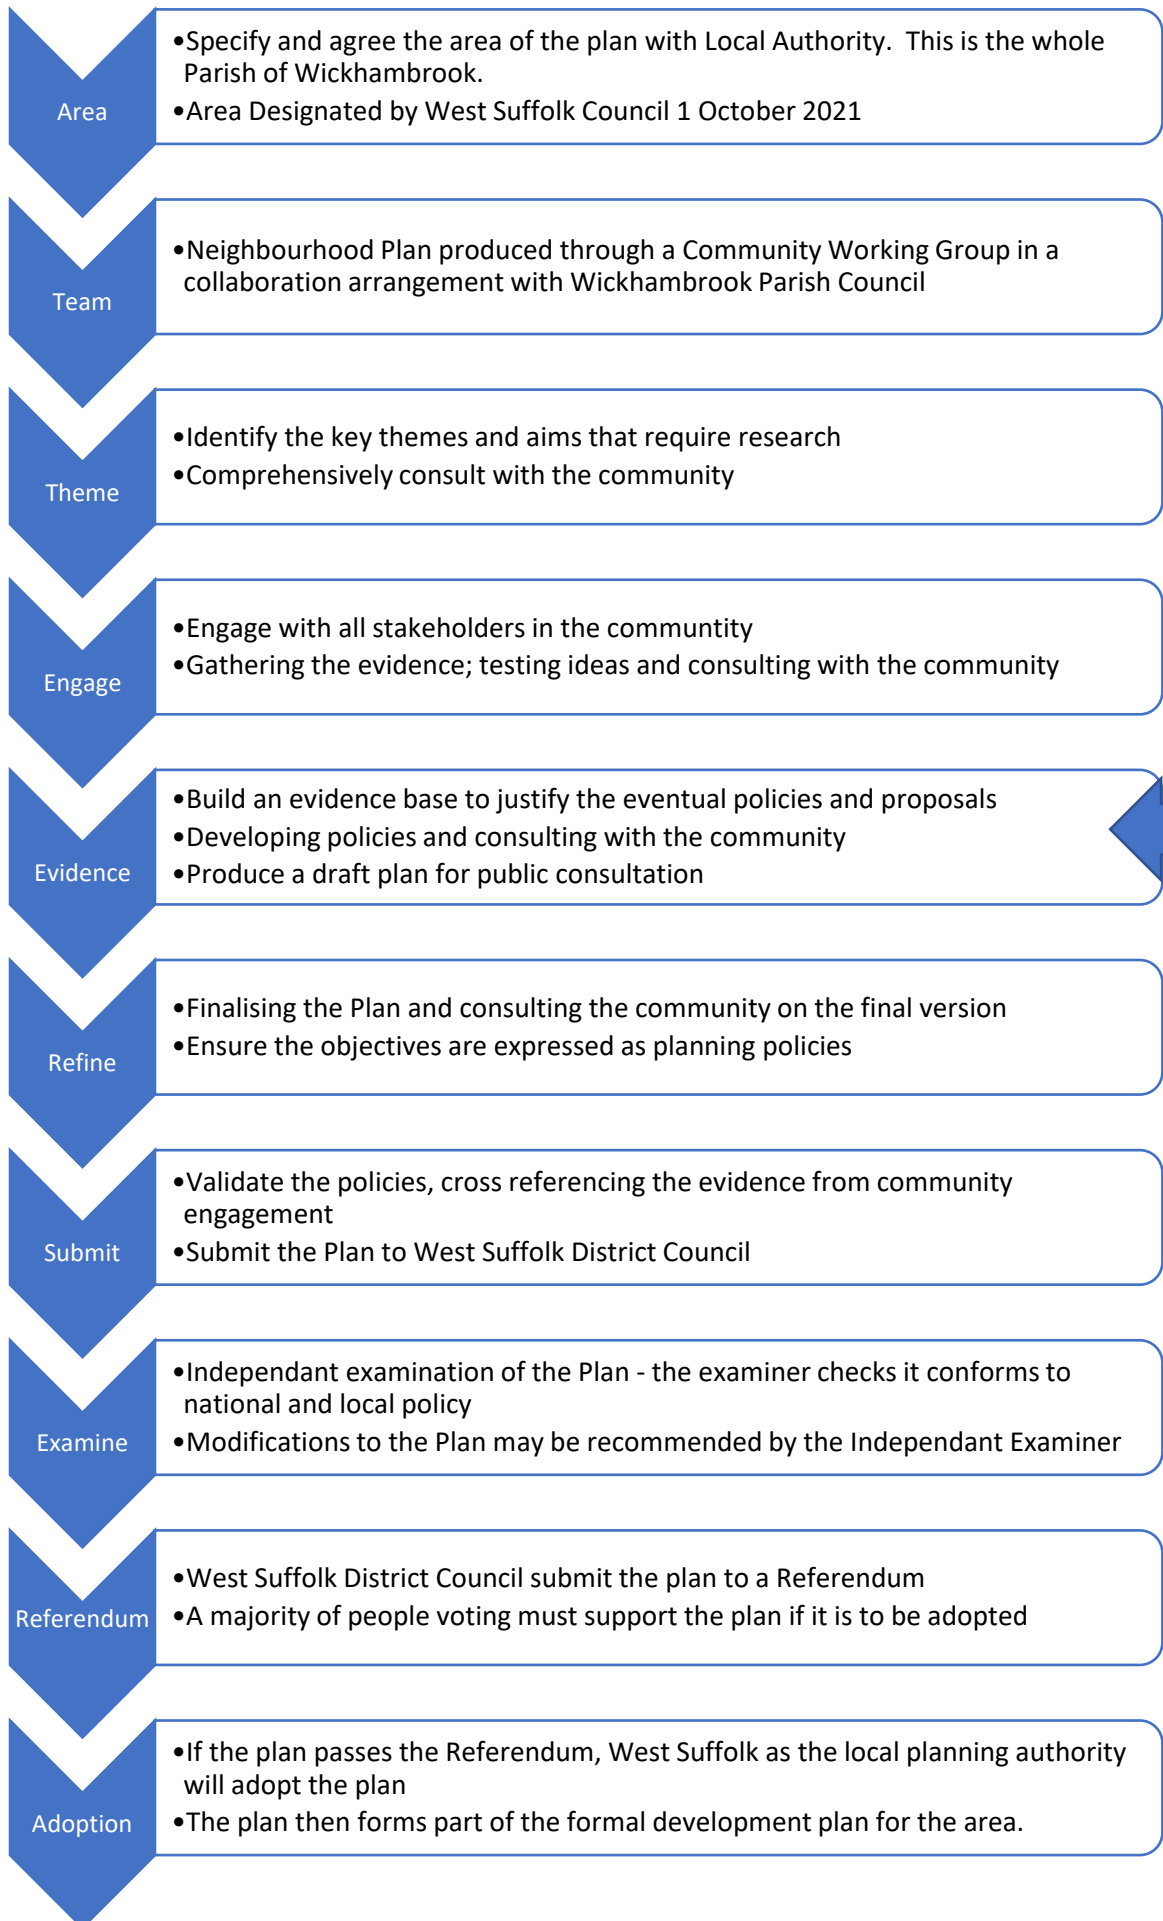 Area
•Specify and agree the area of the plan with Local Authority.  This is the whole
Parish of Wickhambrook.
•Area Designated by West Suffolk Council 1 October 2021
Team
•Neighbourhood Plan produced through a Community Working Group in a
collaboration arrangement with Wickhambrook Parish Council
Theme
•Identify the key themes and aims that require research
•Comprehensively consult with the community
Engage
•Engage with all stakeholders in the communtity
•Gathering the evidence; testing ideas and consulting with the community
Evidence
•Build an evidence base to justify the eventual policies and proposals
•Developing policies and consulting with the community
•Produce a draft plan for public consultation
Refine
•Finalising the Plan and consulting the community on the final version
•Ensure the objectives are expressed as planning policies
Submit
•Validate the policies, cross referencing the evidence from community
engagement
•Submit the Plan to West Suffolk District Council
Examine
•Independant examination of the Plan - the examiner checks it conforms to
national and local policy
•Modifications to the Plan may be recommended by the Independant Examiner
Referendum
•West Suffolk District Council submit the plan to a Referendum
•A majority of people voting must support the plan if it is to be adopted
Adoption
•If the plan passes the Referendum, West Suffolk as the local planning authority
will adopt the plan
•The plan then forms part of the formal development plan for the area.